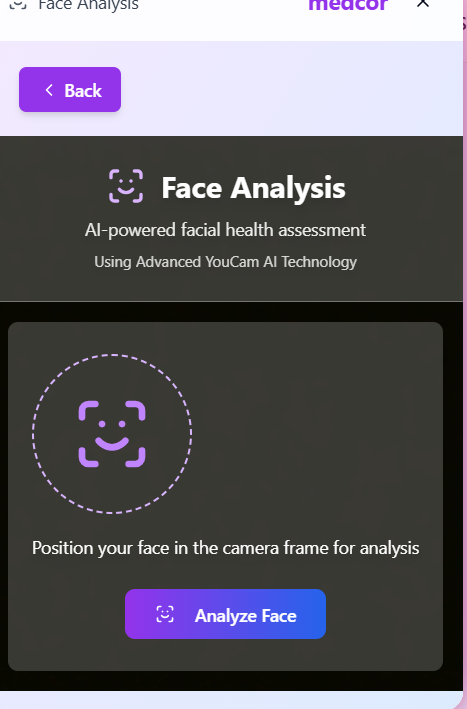 Face Analysis
medcor
Back
Face Analysis
AI-powered facial health assessment
Using Advanced YouCam AI Technology
Position your face in the camera frame for analysis
Analyze Face